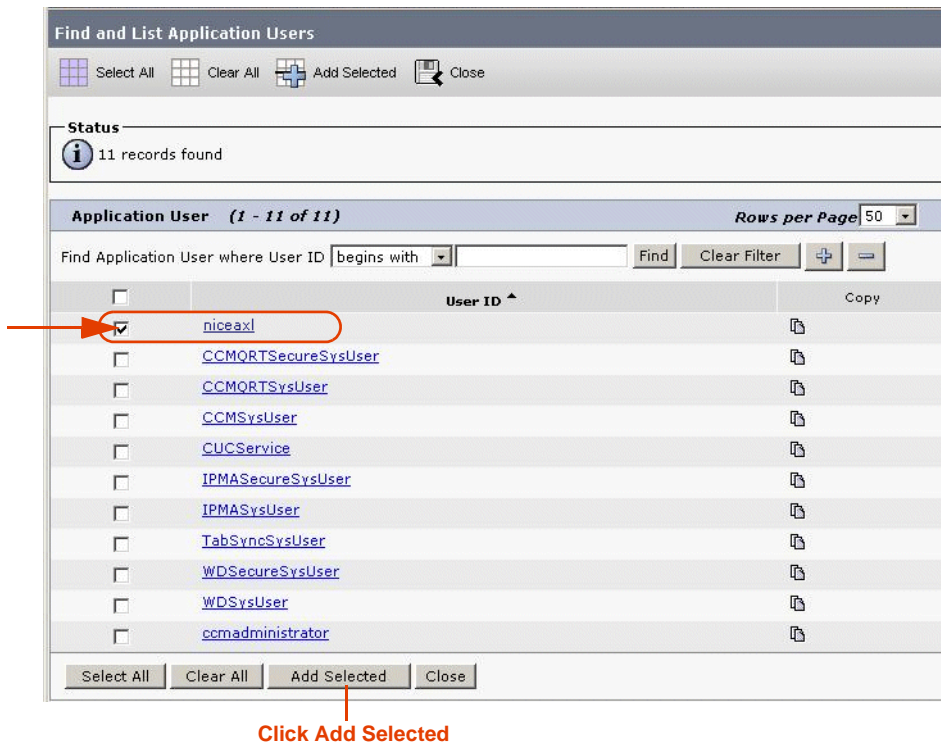 Find and List Application Users
Select All Clear All Add Selected Close
Status
i 11 records found
Application User (1 - 11 of 11) Rows per Page 50
Find Application User where User ID begins with Find Clear Filter
User ID Copy
niceaxl
CCMQRTSecureSysUser
CCMQRTSysUser
CCMSysUser
CUCService
IPMASecureSysUser
IPMASysUser
TabSyncSysUser
WDSecureSysUser
WDSysUser
ccmadministrator
Select All Clear All Add Selected Close
Click Add Selected